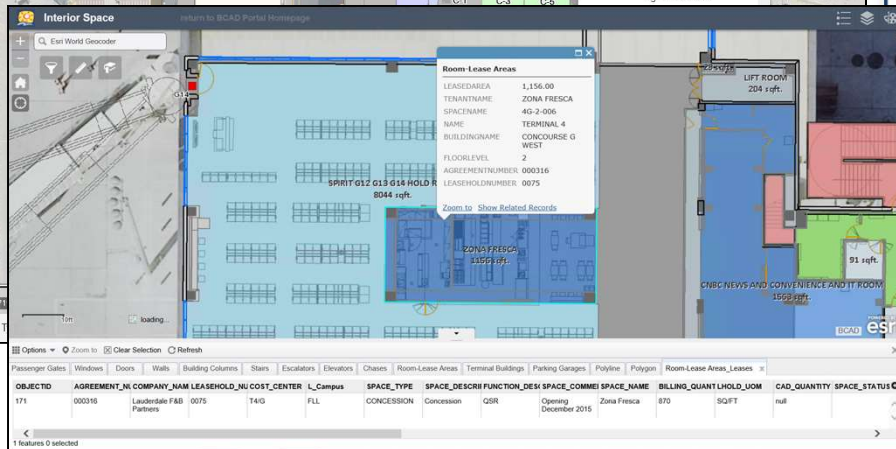 C-1 C-3 C-5
Interior Space return to BCAD Portal Homepage
Esri World Geocoder
G14
Room-Lease Areas
LEASEDAREA 1,156.00
TENANTNAME ZONA FRESCA
SPACENAME 4G-2-006
NAME TERMINAL 4
BUILDINGNAME CONCOURSE G
WEST
FLOORLEVEL 2
AGREEMENTNUMBER 000316
LEASEHOLDNUMBER 0075
Zoom to Show Related Records
LIFT ROOM
204 sqft.
SPIRIT G12 G13 G14 HOLD R
8044 sqft.
ZONA FRESCA
1156 sqft.
91 sqft.
CNBC NEWS AND CONVENIENCE AND IT ROOM
1553 sqft.
loading...
BCAD esri
Options Zoom to Clear Selection Refresh
Passenger Gates Windows Doors Walls Building Columns Stairs Escalators Elevators Chases Room-Lease Areas Terminal Buildings Parking Garages Polyline Polygon Room-Lease Areas_Leases x
OBJECTID AGREEMENT_NU COMPANY_NAM LEASEHOLD_NU COST_CENTER L_Campus SPACE_TYPE SPACE_DESCRI FUNCTION_DES SPACE_COMME SPACE_NAME BILLING_QUANT LHOLD_UOM CAD_QUANTITY SPACE_STATUS
171 000316 Lauderdale F&B Partners 0075 T4/G FLL CONCESSION Concession QSR Opening December 2015 Zona Fresca 870 SQ/FT null
1 features 0 selected